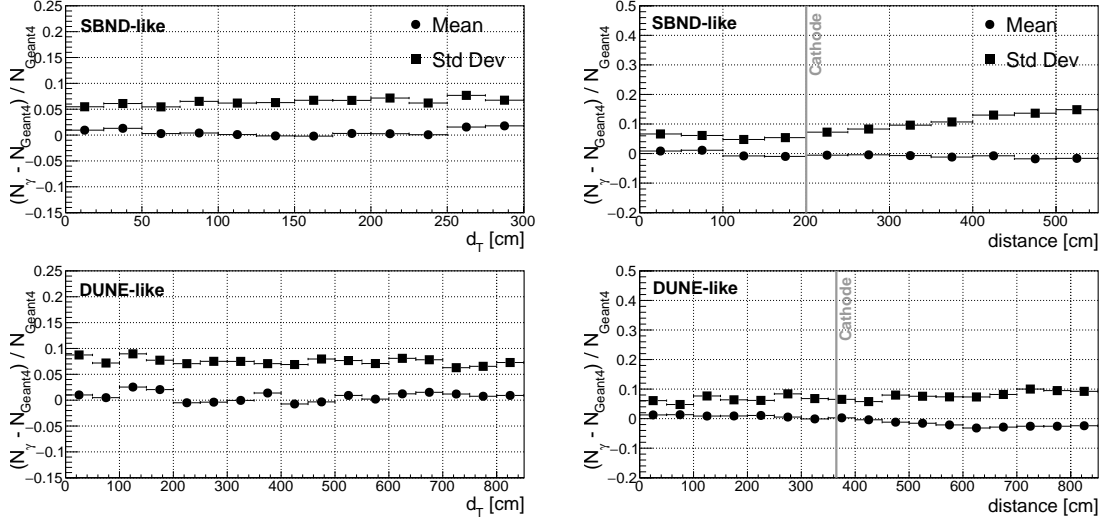 SBND-like
Mean
Std Dev
(N_γ - N_Geant4) / N_Geant4
0.25
0.2
0.15
0.1
0.05
0
−0.05
−0.1
−0.15
0 50 100 150 200 250 300
d_T [cm]
SBND-like
Cathode
Mean
Std Dev
(N_γ - N_Geant4) / N_Geant4
0.5
0.4
0.3
0.2
0.1
0
−0.1
−0.2
0 100 200 300 400 500
distance [cm]
DUNE-like
(N_γ - N_Geant4) / N_Geant4
0.25
0.2
0.15
0.1
0.05
0
−0.05
−0.1
−0.15
0 100 200 300 400 500 600 700 800
d_T [cm]
DUNE-like
Cathode
(N_γ - N_Geant4) / N_Geant4
0.5
0.4
0.3
0.2
0.1
0
−0.1
−0.2
0 100 200 300 400 500 600 700 800
distance [cm]